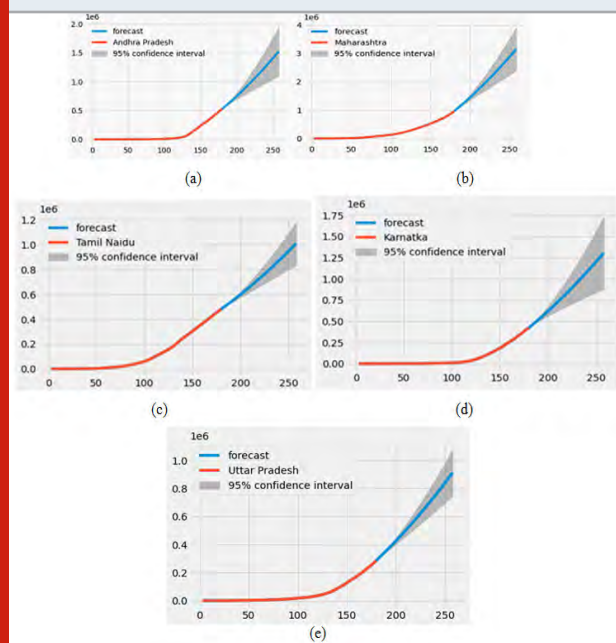 1e6
2.0
forecast
Andhra Pradesh
95% confidence interval
1.5
1.0
0.5
0.0
0 50 100 150 200 250
(a)
1e6
4
forecast
Maharashtra
95% confidence interval
3
2
1
0
0 50 100 150 200 250
(b)
1e6
1.2
forecast
Tamil Naidu
95% confidence interval
1.0
0.8
0.6
0.4
0.2
0.0
0 50 100 150 200 250
(c)
1e6
1.75
forecast
Karnatka
95% confidence interval
1.50
1.25
1.00
0.75
0.50
0.25
0.00
0 50 100 150 200 250
(d)
1e6
forecast
1.0
Uttar Pradesh
95% confidence interval
0.8
0.6
0.4
0.2
0.0
0 50 100 150 200 250
(e)